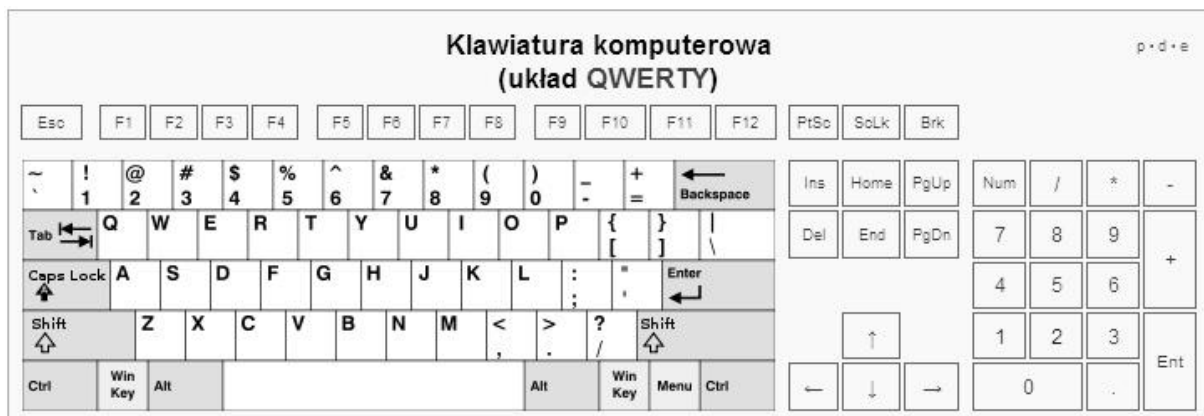 Klawiatura komputerowa
(układ QWERTY)
p · d · e
Esc F1 F2 F3 F4 F5 F6 F7 F8 F9 F10 F11 F12 PtSc ScLk Brk
~ ! @ # $ % ^ & * ( ) _ +
` 1 2 3 4 5 6 7 8 9 0 - = Backspace Ins Home PgUp Num / * -
Tab Q W E R T Y U I O P { } |
[ ] \ Del End PgDn 7 8 9 +
Caps Lock A S D F G H J K L : " Enter
; ' 4 5 6
Shift Z X C V B N M < > ? Shift
, . / ↑ 1 2 3 Ent
Ctrl Win Key Alt Alt Win Key Menu Ctrl ← ↓ → 0 .